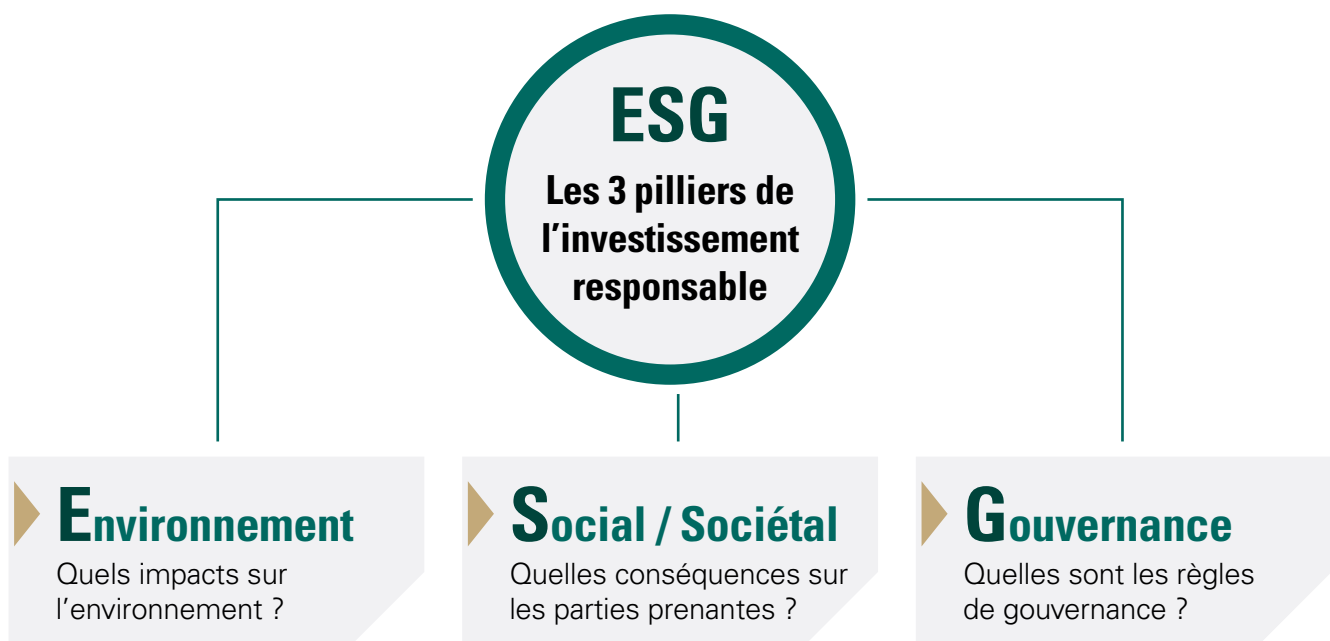 ESG
Les 3 pilliers de
l’investissement
responsable
Environnement
Quels impacts sur
l’environnement ?
Social / Sociétal
Quelles conséquences sur
les parties prenantes ?
Gouvernance
Quelles sont les règles
de gouvernance ?